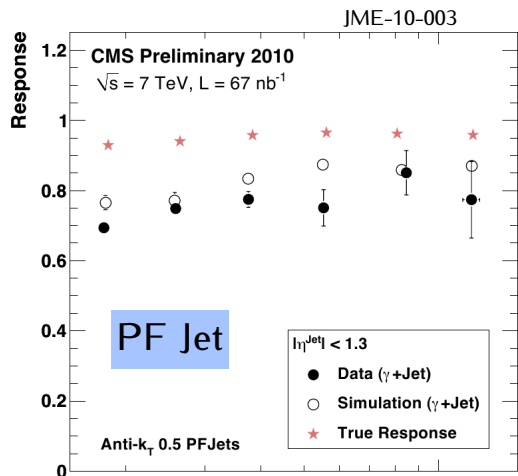 JME-10-003
Response
CMS Preliminary 2010
√s = 7 TeV, L = 67 nb⁻¹
1.2
1
0.8
0.6
0.4
0.2
0
PF Jet
|η^Jet| < 1.3
Data (γ+Jet)
Simulation (γ+Jet)
True Response
Anti-k_T 0.5 PFJets